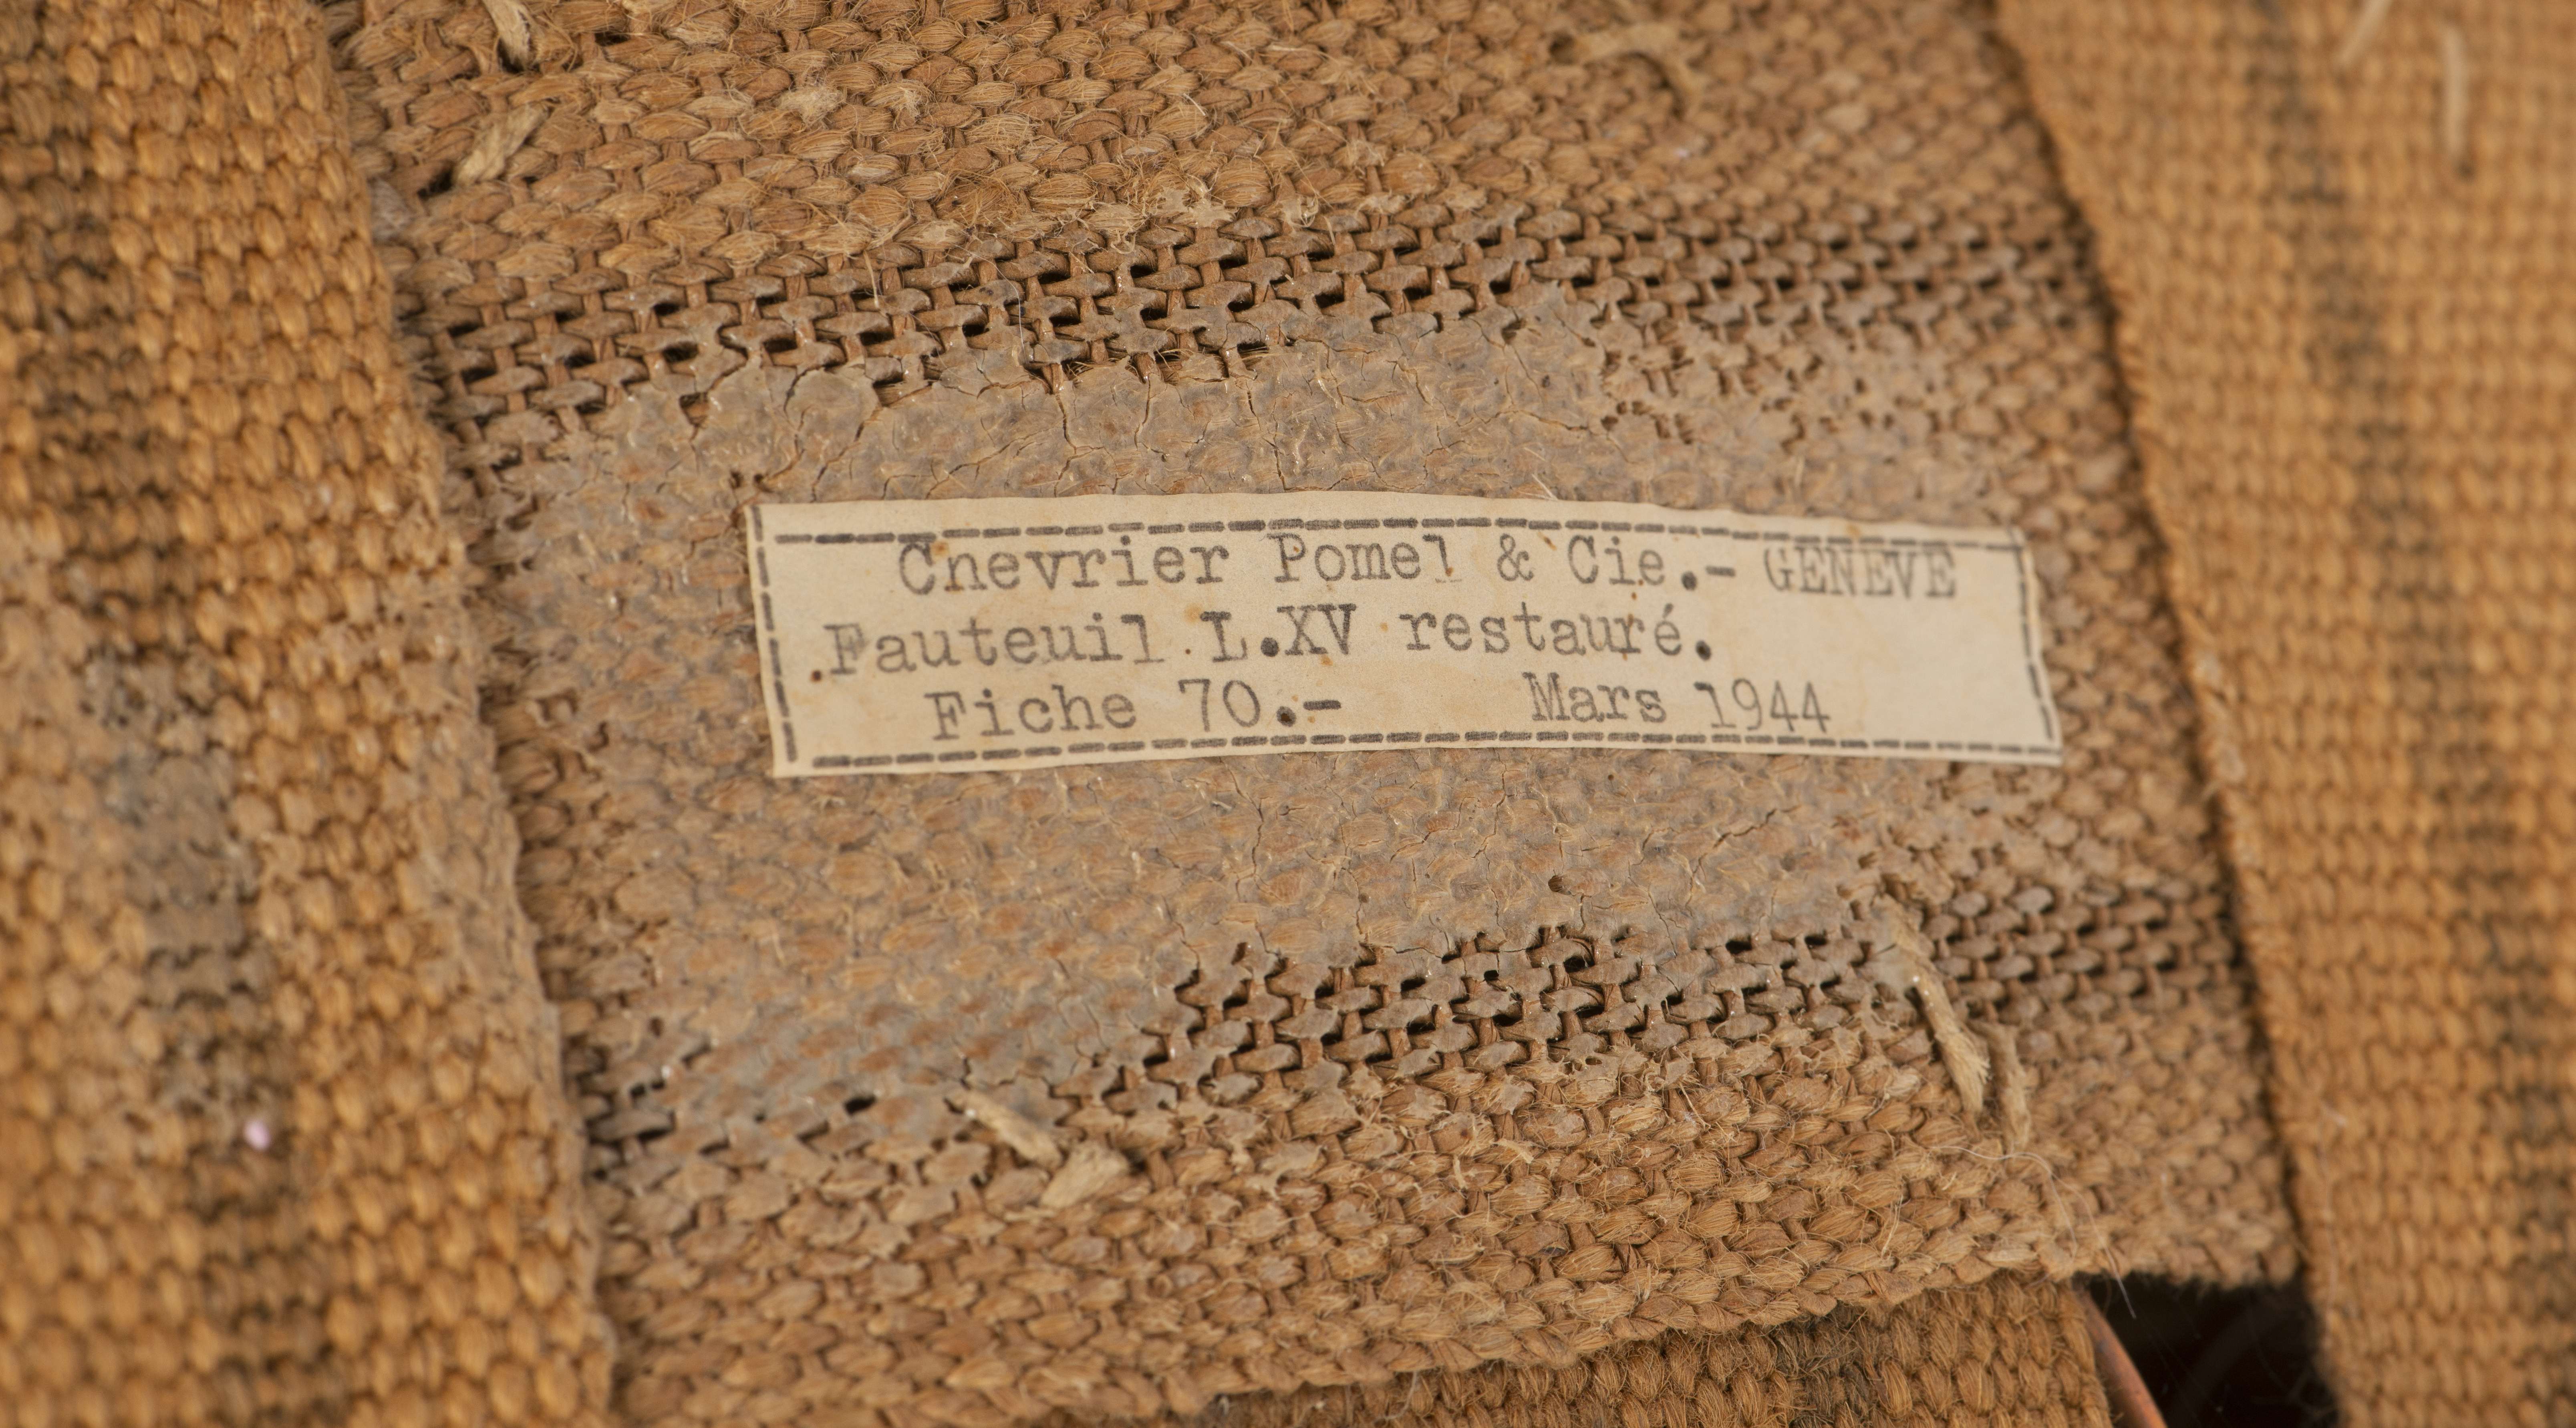 Chevrier Pomel & Cie.- GENEVE
Fauteuil L.XV restauré.
Fiche 70.- Mars 1944